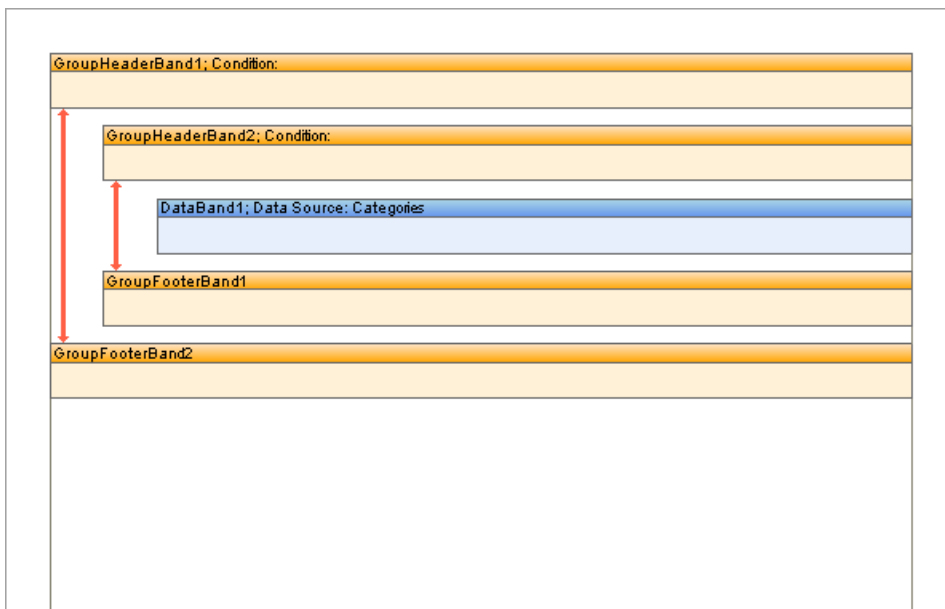 GroupHeaderBand1; Condition:
GroupHeaderBand2; Condition:
DataBand1; Data Source: Categories
GroupFooterBand1
GroupFooterBand2